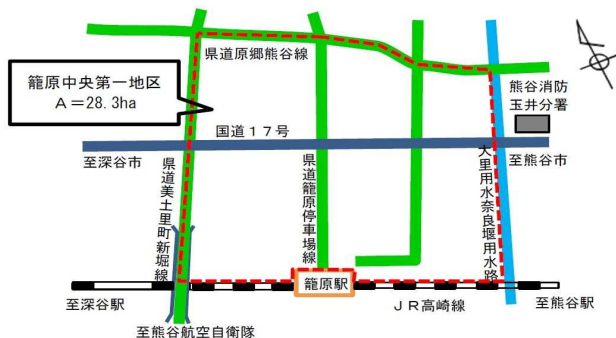 県道原郷熊谷線
籠原中央第一地区
A=28.3ha
熊谷消防
玉井分署
国道17号
至深谷市
至熊谷市
県道美土里町新堀線
県道籠原停車場線
大里用水奈良堰用水路
籠原駅
至深谷駅
JR高崎線
至熊谷駅
至熊谷航空自衛隊